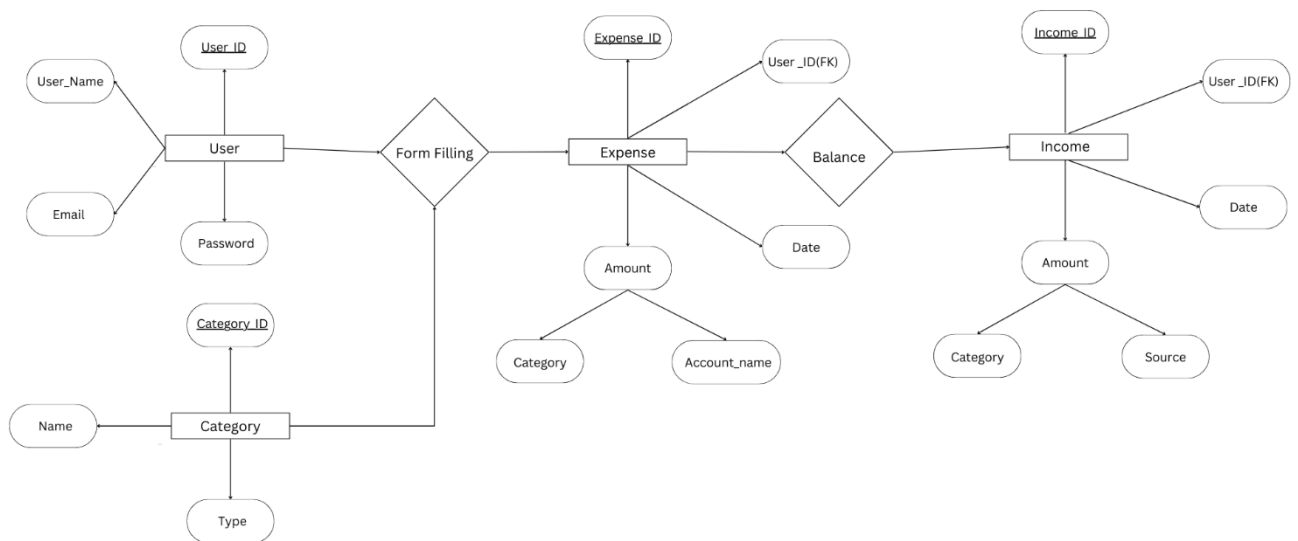 User_ID
User_Name
User
Email
Password
Form Filling
Category_ID
Name
Category
Type
Expense_ID
User _ID(FK)
Expense
Date
Amount
Category
Account_name
Balance
Income_ID
User _ID(FK)
Income
Date
Amount
Category
Source